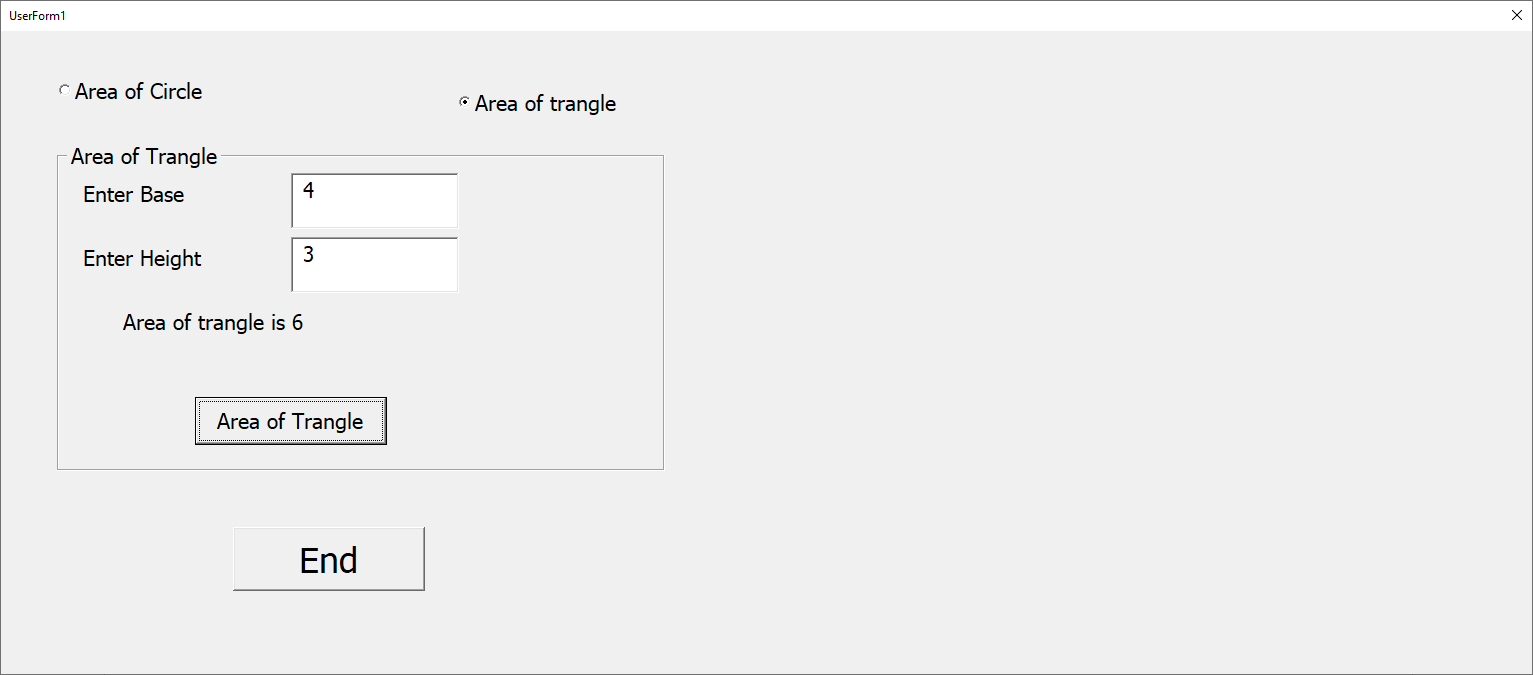 UserForm1
Area of Circle
Area of trangle
Area of Trangle
Enter Base
4
Enter Height
3
Area of trangle is 6
Area of Trangle
End